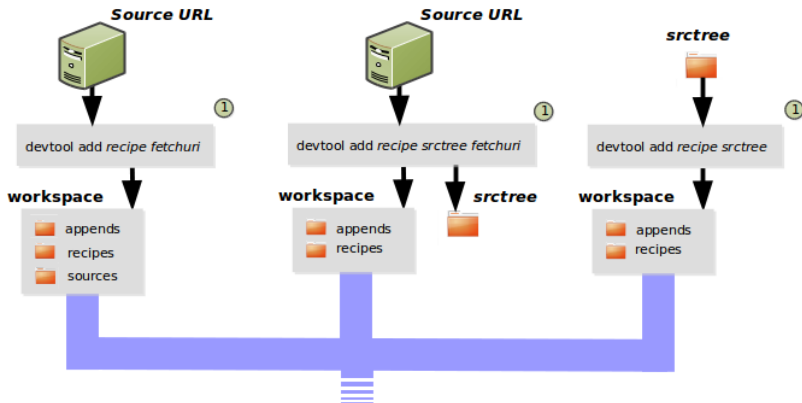 Source URL
Source URL
srctree
1
1
1
devtool add recipe fetchuri
devtool add recipe srctree fetchuri
devtool add recipe srctree
workspace
workspace
srctree
workspace
appends
recipes
sources
appends
recipes
appends
recipes